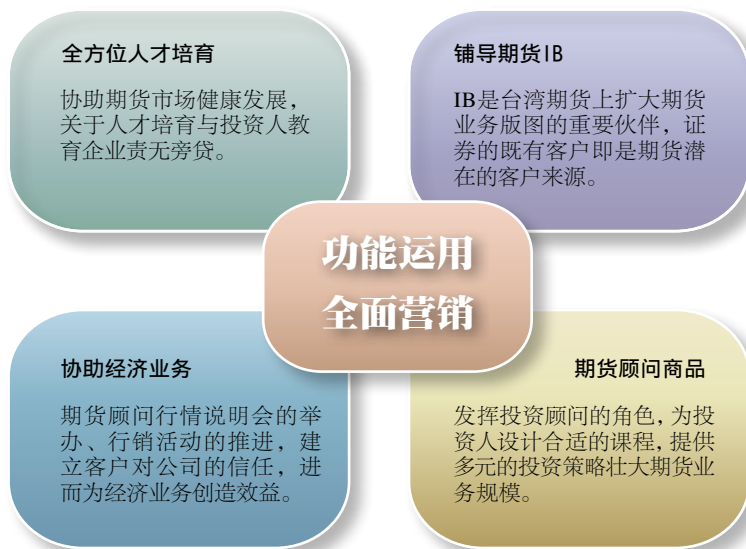 全方位人才培育
协助期货市场健康发展，
关于人才培育与投资人教
育企业责无旁贷。
铺导期货IB
IB是台湾期货上扩大期货
业务版图的重要伙伴，证
券的既有客户即是期货潜
在的客户来源。
功能运用
全面营销
协助经济业务
期货顾问行情说明会的举
办、行销活动的推进，建
立客户对公司的信任，进
而为经济业务创造效益。
期货顾问商品
发挥投资顾问的角色，为投
资人设计合适的课程，提供
多元的投资策略壮大期货业
务规模。